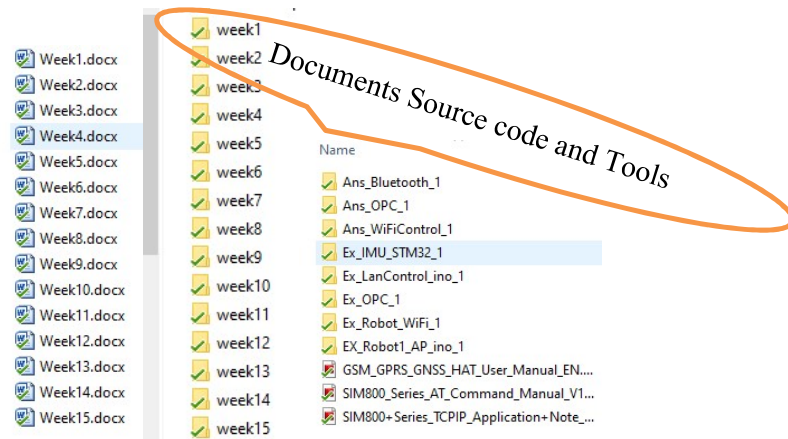 Week1.docx
Week2.docx
Week3.docx
Week4.docx
Week5.docx
Week6.docx
Week7.docx
Week8.docx
Week9.docx
Week10.docx
Week11.docx
Week12.docx
Week13.docx
Week14.docx
Week15.docx
week1
week2
week3
week4
week5
week6
week7
week8
week9
week10
week11
week12
week13
week14
week15
Documents Source code and Tools
Name
Ans_Bluetooth_1
Ans_OPC_1
Ans_WiFiControl_1
Ex_IMU_STM32_1
Ex_LanControl_ino_1
Ex_OPC_1
Ex_Robot_WiFi_1
EX_Robot1_AP_ino_1
GSM_GPRS_GNSS_HAT_User_Manual_EN....
SIM800_Series_AT_Command_Manual_V1...
SIM800+Series_TCPIP_Application+Note_...